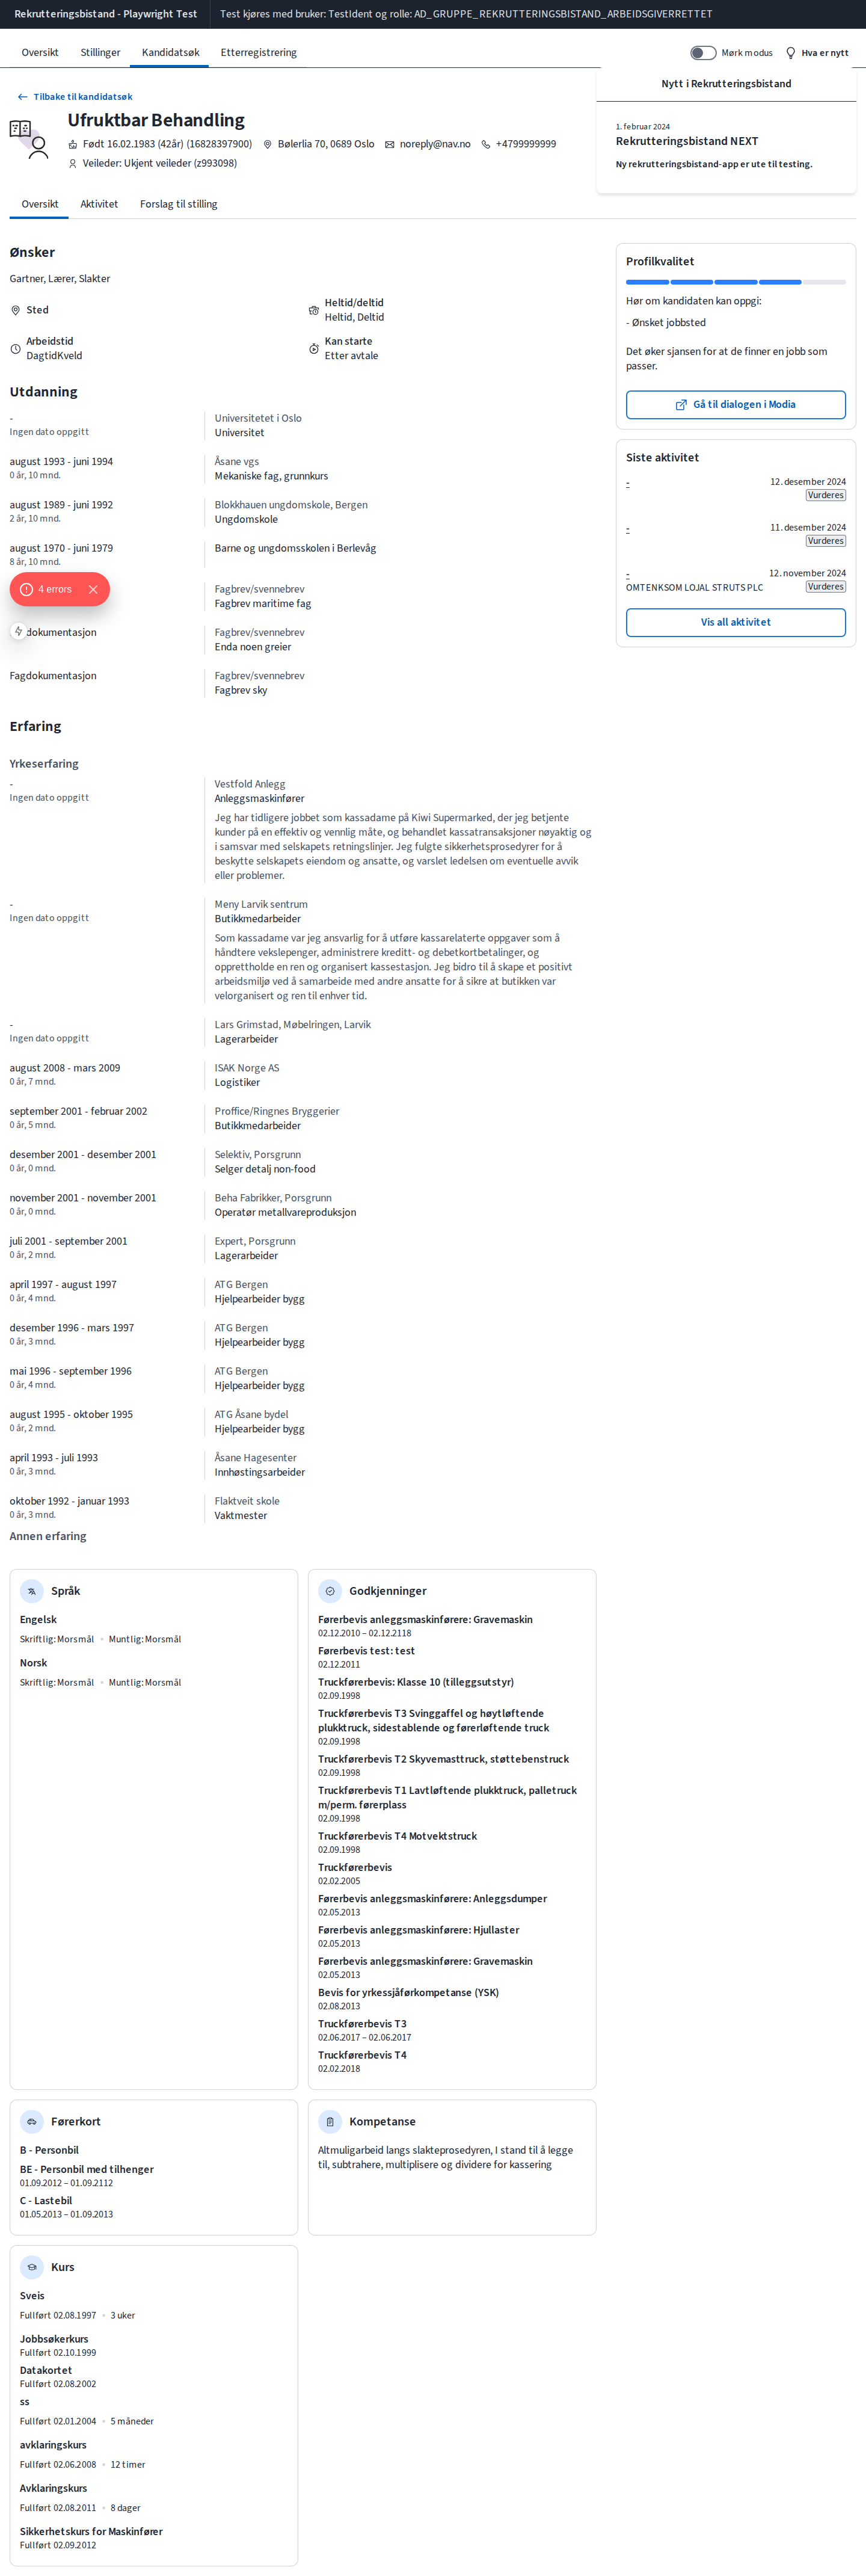 Rekrutteringsbistand - Playwright Test
Test kjøres med bruker: TestIdent og rolle: AD_GRUPPE_REKRUTTERINGSBISTAND_ARBEIDSGIVERRETTET
Oversikt
Stillinger
Kandidatsøk
Etterregistrering
Mørk modus
Hva er nytt
Nytt i Rekrutteringsbistand
1. februar 2024
Rekrutteringsbistand NEXT
Ny rekrutteringsbistand-app er ute til testing.
Tilbake til kandidatsøk
Ufruktbar Behandling
Født 16.02.1983 (42år) (16828397900)
Bølerlia 70, 0689 Oslo
noreply@nav.no
+4799999999
Veileder: Ukjent veileder (z993098)
Oversikt
Aktivitet
Forslag til stilling
Ønsker
Gartner, Lærer, Slakter
Sted
Heltid/deltid
Heltid, Deltid
Arbeidstid
DagtidKveld
Kan starte
Etter avtale
Utdanning
-
Ingen dato oppgitt
Universitetet i Oslo
Universitet
august 1993 - juni 1994
0 år, 10 mnd.
Åsane vgs
Mekaniske fag, grunnkurs
august 1989 - juni 1992
2 år, 10 mnd.
Blokkhauen ungdomskole, Bergen
Ungdomskole
august 1970 - juni 1979
8 år, 10 mnd.
Barne og ungdomsskolen i Berlevåg
4 errors
Fagbrev/svennebrev
Fagbrev maritime fag
dokumentasjon
Fagbrev/svennebrev
Enda noen greier
Fagdokumentasjon
Fagbrev/svennebrev
Fagbrev sky
Profilkvalitet
Hør om kandidaten kan oppgi:
- Ønsket jobbsted
Det øker sjansen for at de finner en jobb som
passer.
Gå til dialogen i Modia
Siste aktivitet
-
12. desember 2024
Vurderes
-
11. desember 2024
Vurderes
-
12. november 2024
OMTENKSOM LOJAL STRUTS PLC
Vurderes
Vis all aktivitet
Erfaring
Yrkeserfaring
-
Ingen dato oppgitt
Vestfold Anlegg
Anleggsmaskinfører
Jeg har tidligere jobbet som kassadame på Kiwi Supermarked, der jeg betjente
kunder på en effektiv og vennlig måte, og behandlet kassatransaksjoner nøyaktig og
i samsvar med selskapets retningslinjer. Jeg fulgte sikkerhetsprosedyrer for å
beskytte selskapets eiendom og ansatte, og varslet ledelsen om eventuelle avvik
eller problemer.
-
Ingen dato oppgitt
Meny Larvik sentrum
Butikkmedarbeider
Som kassadame var jeg ansvarlig for å utføre kassarelaterte oppgaver som å
håndtere vekslepenger, administrere kreditt- og debetkortbetalinger, og
opprettholde en ren og organisert kassestasjon. Jeg bidro til å skape et positivt
arbeidsmiljø ved å samarbeide med andre ansatte for å sikre at butikken var
velorganisert og ren til enhver tid.
-
Ingen dato oppgitt
Lars Grimstad, Møbelringen, Larvik
Lagerarbeider
august 2008 - mars 2009
0 år, 7 mnd.
ISAK Norge AS
Logistiker
september 2001 - februar 2002
0 år, 5 mnd.
Proffice/Ringnes Bryggerier
Butikkmedarbeider
desember 2001 - desember 2001
0 år, 0 mnd.
Selektiv, Porsgrunn
Selger detalj non-food
november 2001 - november 2001
0 år, 0 mnd.
Beha Fabrikker, Porsgrunn
Operatør metallvareproduksjon
juli 2001 - september 2001
0 år, 2 mnd.
Expert, Porsgrunn
Lagerarbeider
april 1997 - august 1997
0 år, 4 mnd.
ATG Bergen
Hjelpearbeider bygg
desember 1996 - mars 1997
0 år, 3 mnd.
ATG Bergen
Hjelpearbeider bygg
mai 1996 - september 1996
0 år, 4 mnd.
ATG Bergen
Hjelpearbeider bygg
august 1995 - oktober 1995
0 år, 2 mnd.
ATG Åsane bydel
Hjelpearbeider bygg
april 1993 - juli 1993
0 år, 3 mnd.
Åsane Hagesenter
Innhøstingsarbeider
oktober 1992 - januar 1993
0 år, 3 mnd.
Flaktveit skole
Vaktmester
Annen erfaring
Språk
Engelsk
Skriftlig: Morsmål
Muntlig: Morsmål
Norsk
Skriftlig: Morsmål
Muntlig: Morsmål
Godkjenninger
Førerbevis anleggsmaskinførere: Gravemaskin
02.12.2010 – 02.12.2118
Førerbevis test: test
02.12.2011
Truckførerbevis: Klasse 10 (tilleggsutstyr)
02.09.1998
Truckførerbevis T3 Svinggaffel og høytløftende
plukktruck, sidestablende og førerløftende truck
02.09.1998
Truckførerbevis T2 Skyvemasttruck, støttebenstruck
02.09.1998
Truckførerbevis T1 Lavtløftende plukktruck, palletruck
m/perm. førerplass
02.09.1998
Truckførerbevis T4 Motvektstruck
02.09.1998
Truckførerbevis
02.02.2005
Førerbevis anleggsmaskinførere: Anleggsdumper
02.05.2013
Førerbevis anleggsmaskinførere: Hjullaster
02.05.2013
Førerbevis anleggsmaskinførere: Gravemaskin
02.05.2013
Bevis for yrkessjåførkompetanse (YSK)
02.08.2013
Truckførerbevis T3
02.06.2017 – 02.06.2017
Truckførerbevis T4
02.02.2018
Førerkort
B - Personbil
BE - Personbil med tilhenger
01.09.2012 – 01.09.2112
C - Lastebil
01.05.2013 – 01.09.2013
Kompetanse
Altmuligarbeid langs slakteprosedyren, I stand til å legge
til, subtrahere, multiplisere og dividere for kassering
Kurs
Sveis
Fullført 02.08.1997
3 uker
Jobbsøkerkurs
Fullført 02.10.1999
Datakortet
Fullført 02.08.2002
ss
Fullført 02.01.2004
5 måneder
avklaringskurs
Fullført 02.06.2008
12 timer
Avklaringskurs
Fullført 02.08.2011
8 dager
Sikkerhetskurs for Maskinfører
Fullført 02.09.2012